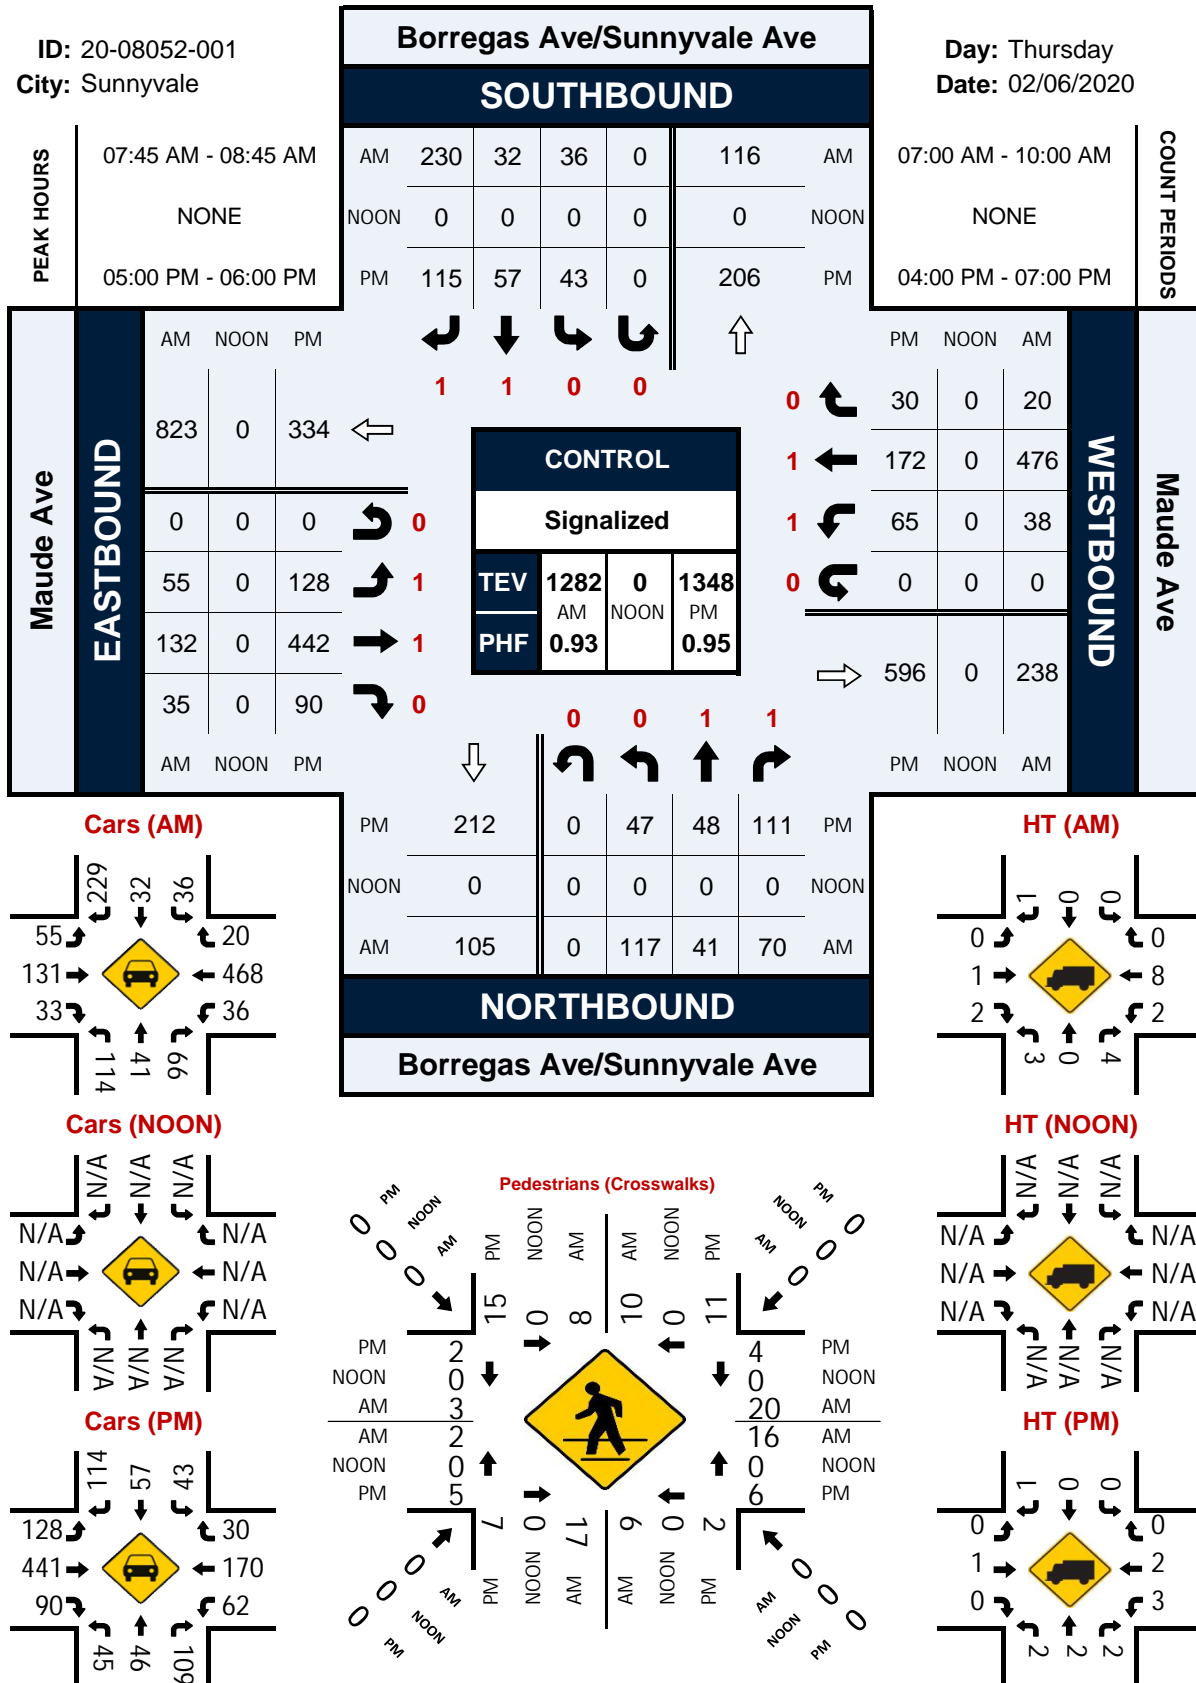 ID: 20-08052-001
City: Sunnyvale
Borregas Ave/Sunnyvale Ave
Day: Thursday
Date: 02/06/2020
SOUTHBOUND
PEAK HOURS
07:45 AM - 08:45 AM
NONE
05:00 PM - 06:00 PM
AM 230 32 36 0 116 AM
NOON 0 0 0 0 0 NOON
PM 115 57 43 0 206 PM
07:00 AM - 10:00 AM
NONE
04:00 PM - 07:00 PM
COUNT PERIODS
1 1 0 0
Maude Ave
EASTBOUND
AM NOON PM
823 0 334
0 0 0 0
55 0 128 1
132 0 442 1
35 0 90 0
AM NOON PM
CONTROL
Signalized
TEV 1282 0 1348
AM NOON PM
PHF 0.93 0.95
PM NOON AM
0 30 0 20
1 172 0 476
1 65 0 38
0 0 0 0
596 0 238
PM NOON AM
WESTBOUND
Maude Ave
0 0 1 1
PM 212 0 47 48 111 PM
NOON 0 0 0 0 0 NOON
AM 105 0 117 41 70 AM
NORTHBOUND
Borregas Ave/Sunnyvale Ave
Cars (AM)
229 32 36
55 20
131 468
33 36
114 41 66
HT (AM)
1 0 0
0 0
1 8
2 2
3 0 4
Cars (NOON)
N/A N/A N/A
N/A N/A
N/A N/A
N/A N/A
N/A N/A N/A
HT (NOON)
N/A N/A N/A
N/A N/A
N/A N/A
N/A N/A
N/A N/A N/A
Cars (PM)
114 57 43
128 30
441 170
90 62
45 46 109
HT (PM)
1 0 0
0 0
1 2
0 3
2 2 2
Pedestrians (Crosswalks)
0 PM
0 NOON
0 AM
PM NOON AM AM NOON PM
PM 0
NOON 0
AM 0
15 0 8 10 0 11
PM 2 4 PM
NOON 0 0 NOON
AM 3 20 AM
AM 2 16 AM
NOON 0 0 NOON
PM 5 6 PM
7 0 17 6 0 2
PM NOON AM AM NOON PM
0 AM
0 NOON
0 PM
AM 0
NOON 0
PM 0